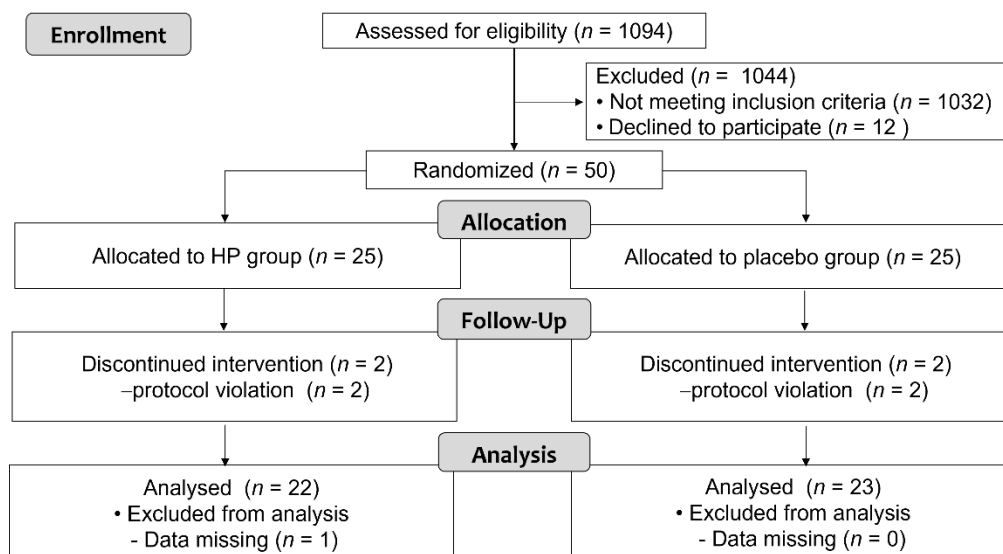 Enrollment
Assessed for eligibility (n = 1094)
Excluded (n = 1044)
• Not meeting inclusion criteria (n = 1032)
• Declined to participate (n = 12 )
Randomized (n = 50)
Allocation
Allocated to HP group (n = 25)
Allocated to placebo group (n = 25)
Follow-Up
Discontinued intervention (n = 2)
–protocol violation (n = 2)
Discontinued intervention (n = 2)
–protocol violation (n = 2)
Analysis
Analysed (n = 22)
• Excluded from analysis
- Data missing (n = 1)
Analysed (n = 23)
• Excluded from analysis
- Data missing (n = 0)